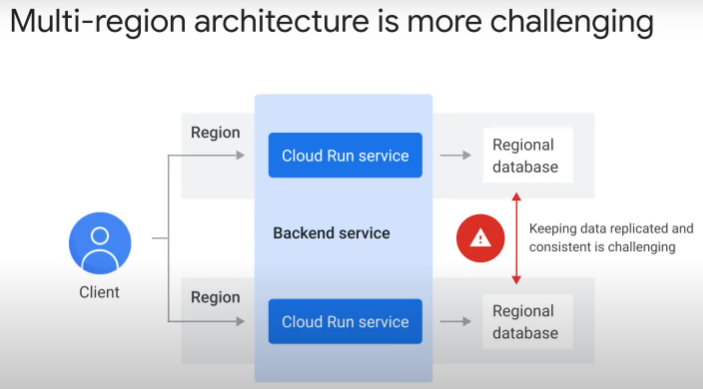 Multi-region architecture is more challenging
Region
Cloud Run service
Regional
database
Backend service
Keeping data replicated and
consistent is challenging
Client
Region
Cloud Run service
Regional
database